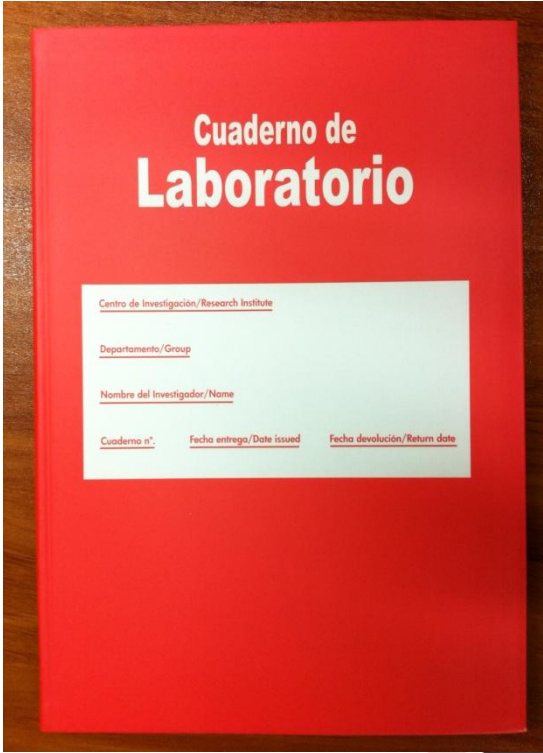 Cuaderno de
Laboratorio
Centro de Investigación/Research Institute
Departamento/Group
Nombre del Investigador/Name
Cuaderno n°. Fecha entrega/Date issued Fecha devolución/Return date